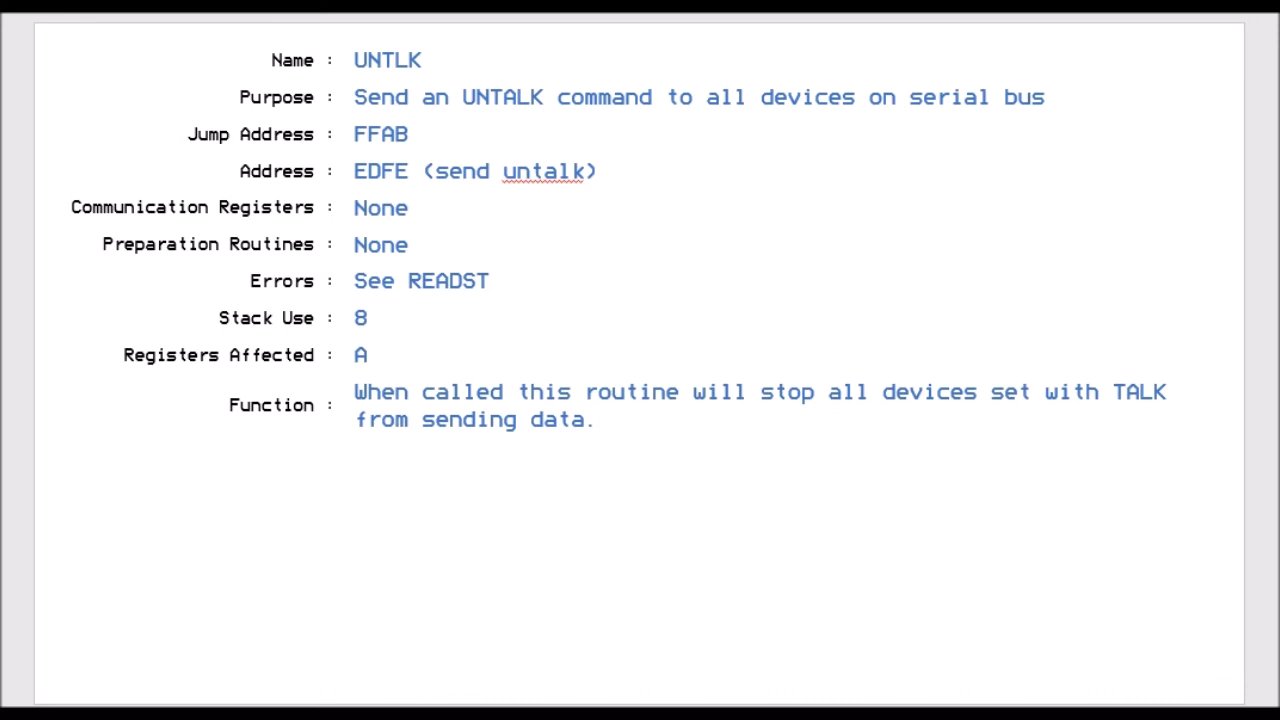 Name : UNTLK
Purpose : Send an UNTALK command to all devices on serial bus
Jump Address : FFAB
Address : EDFE (send untalk)
Communication Registers : None
Preparation Routines : None
Errors : See READST
Stack Use : 8
Registers Affected : A
Function : When called this routine will stop all devices set with TALK
from sending data.